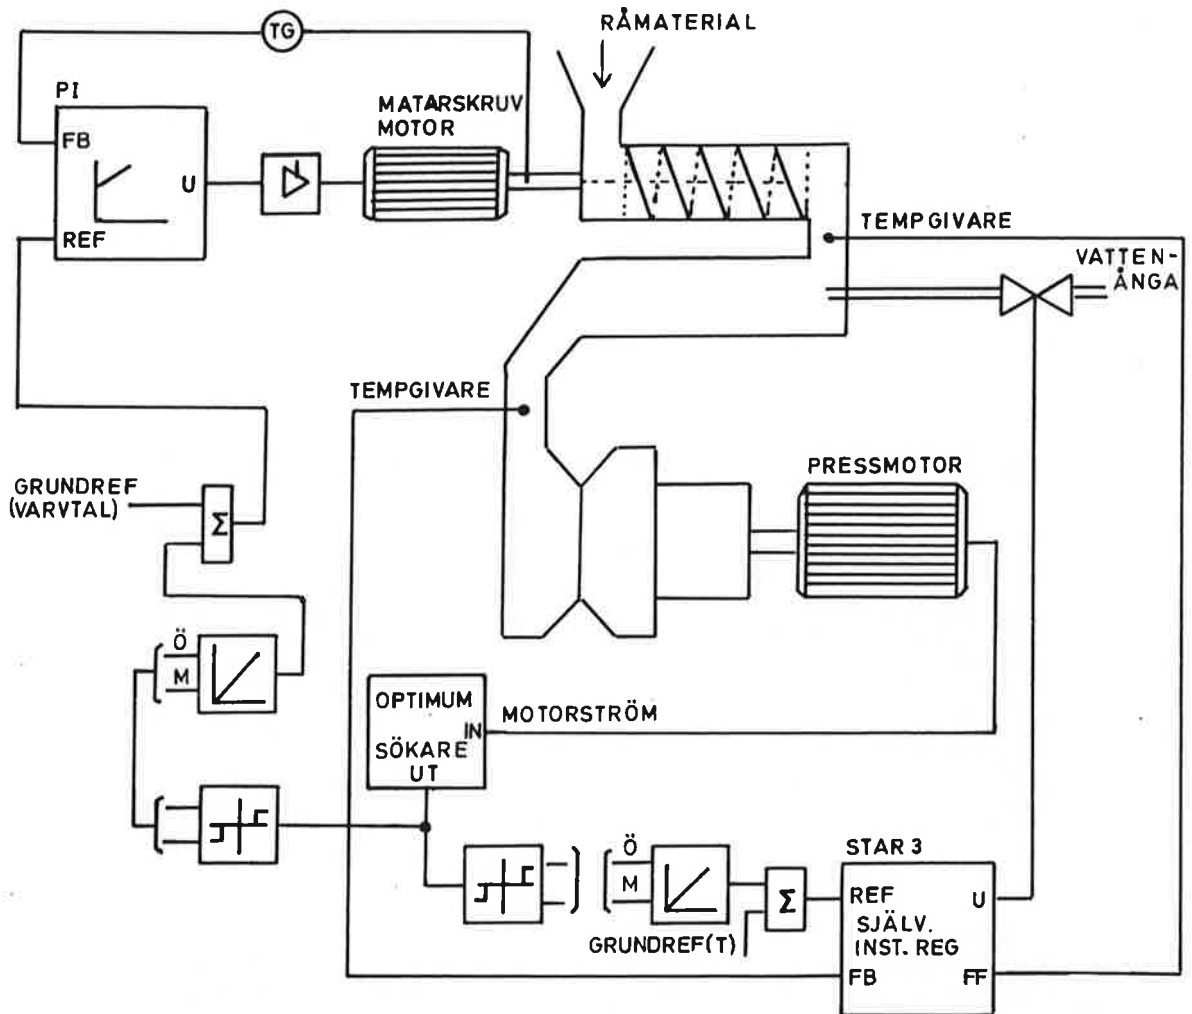 TG
RÅMATERIAL
PI
MATARSKRUV
MOTOR
FB
U
REF
TEMPGIVARE
VATTEN-
ÅNGA
TEMPGIVARE
GRUNDREF
(VARVTAL)
Σ
PRESSMOTOR
Ö
M
OPTIMUM
IN
SÖKARE
UT
MOTORSTRÖM
STAR 3
Ö
M
Σ
GRUNDREF(T)
REF
U
SJÄLV.
INST. REG
FB
FF